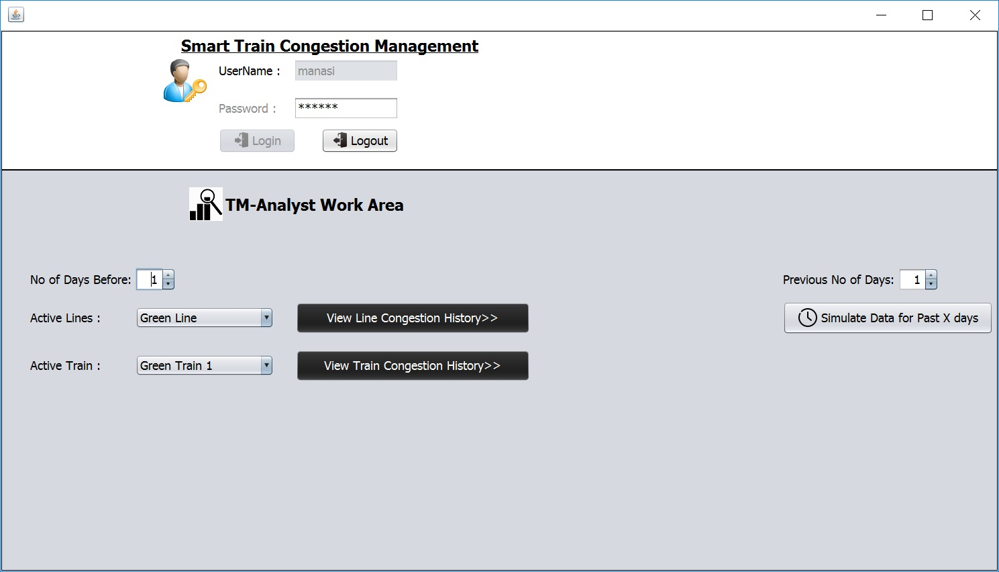 Smart Train Congestion Management
UserName : manasi
Password : ******
Login Logout
TM-Analyst Work Area
No of Days Before: 1 Previous No of Days: 1
Active Lines : Green Line View Line Congestion History>> Simulate Data for Past X days
Active Train : Green Train 1 View Train Congestion History>>